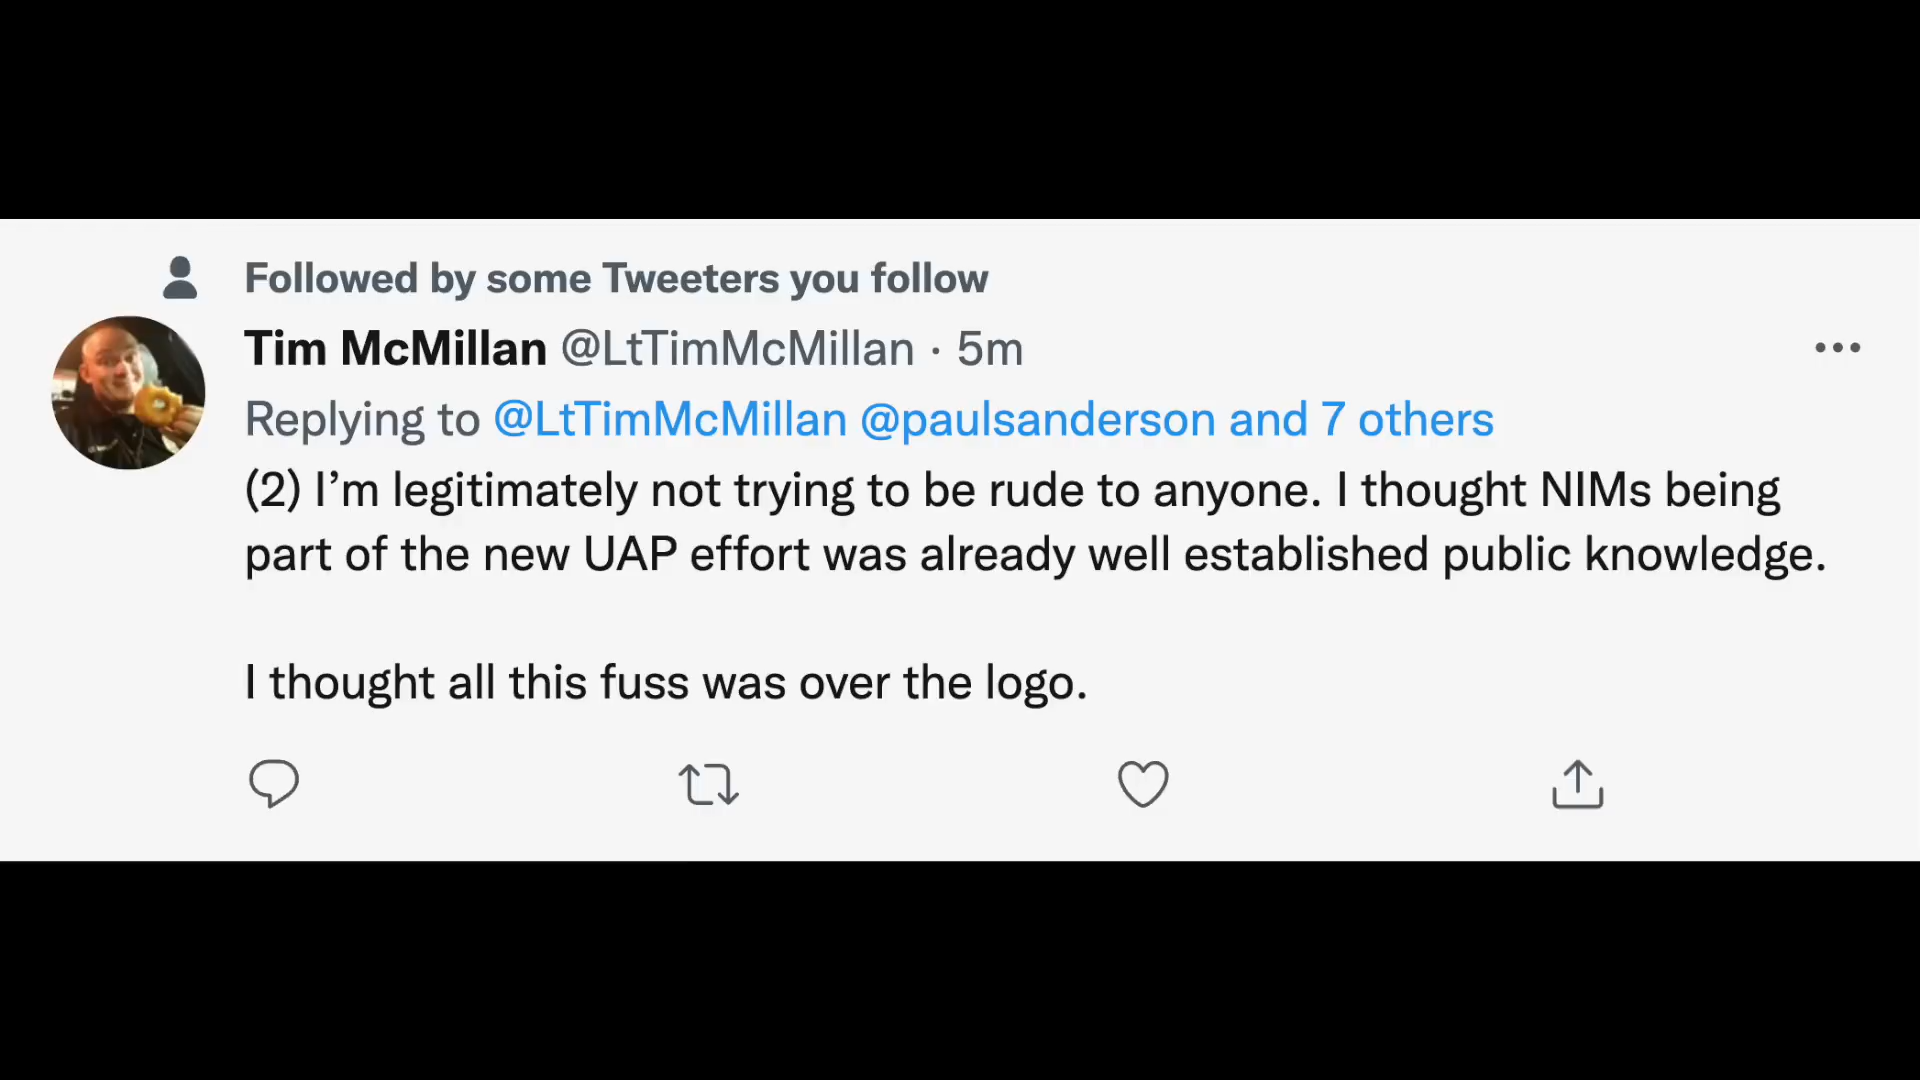 Followed by some Tweeters you follow
Tim McMillan @LtTimMcMillan · 5m
Replying to @LtTimMcMillan @paulsanderson and 7 others
(2) I’m legitimately not trying to be rude to anyone. I thought NIMs being
part of the new UAP effort was already well established public knowledge.
I thought all this fuss was over the logo.